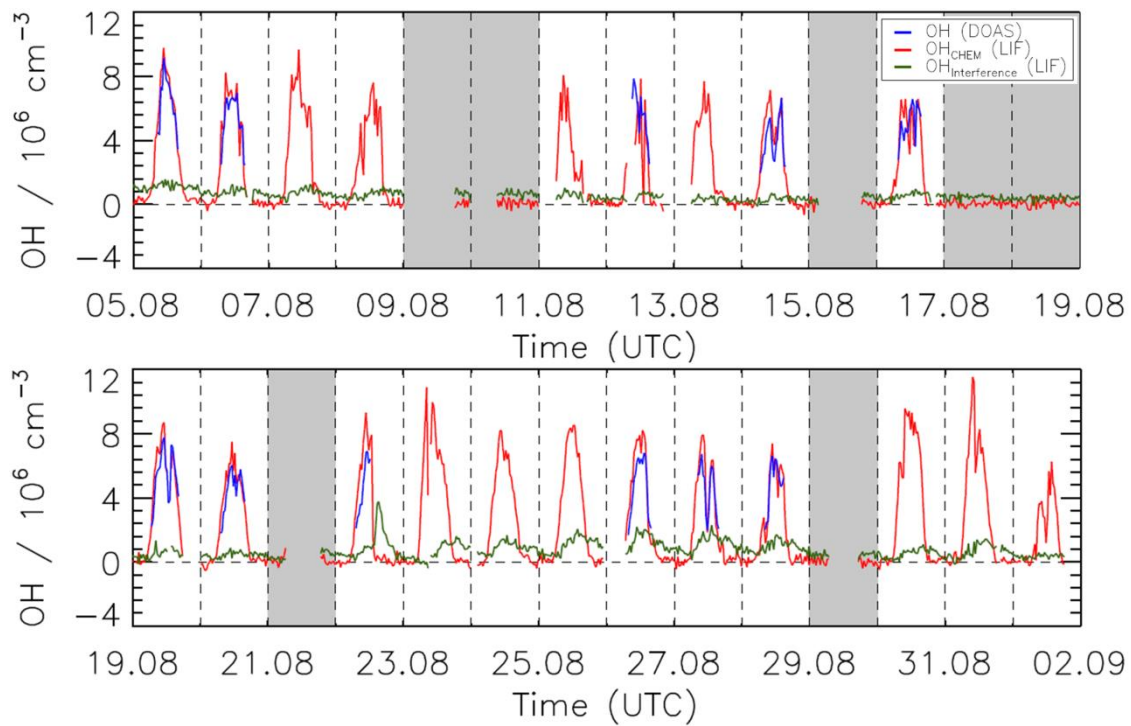 OH / 10⁶ cm⁻³
12
8
4
0
−4
OH (DOAS)
OH_CHEM (LIF)
OH_Interference (LIF)
05.08 07.08 09.08 11.08 13.08 15.08 17.08 19.08
Time (UTC)
OH / 10⁶ cm⁻³
12
8
4
0
−4
19.08 21.08 23.08 25.08 27.08 29.08 31.08 02.09
Time (UTC)